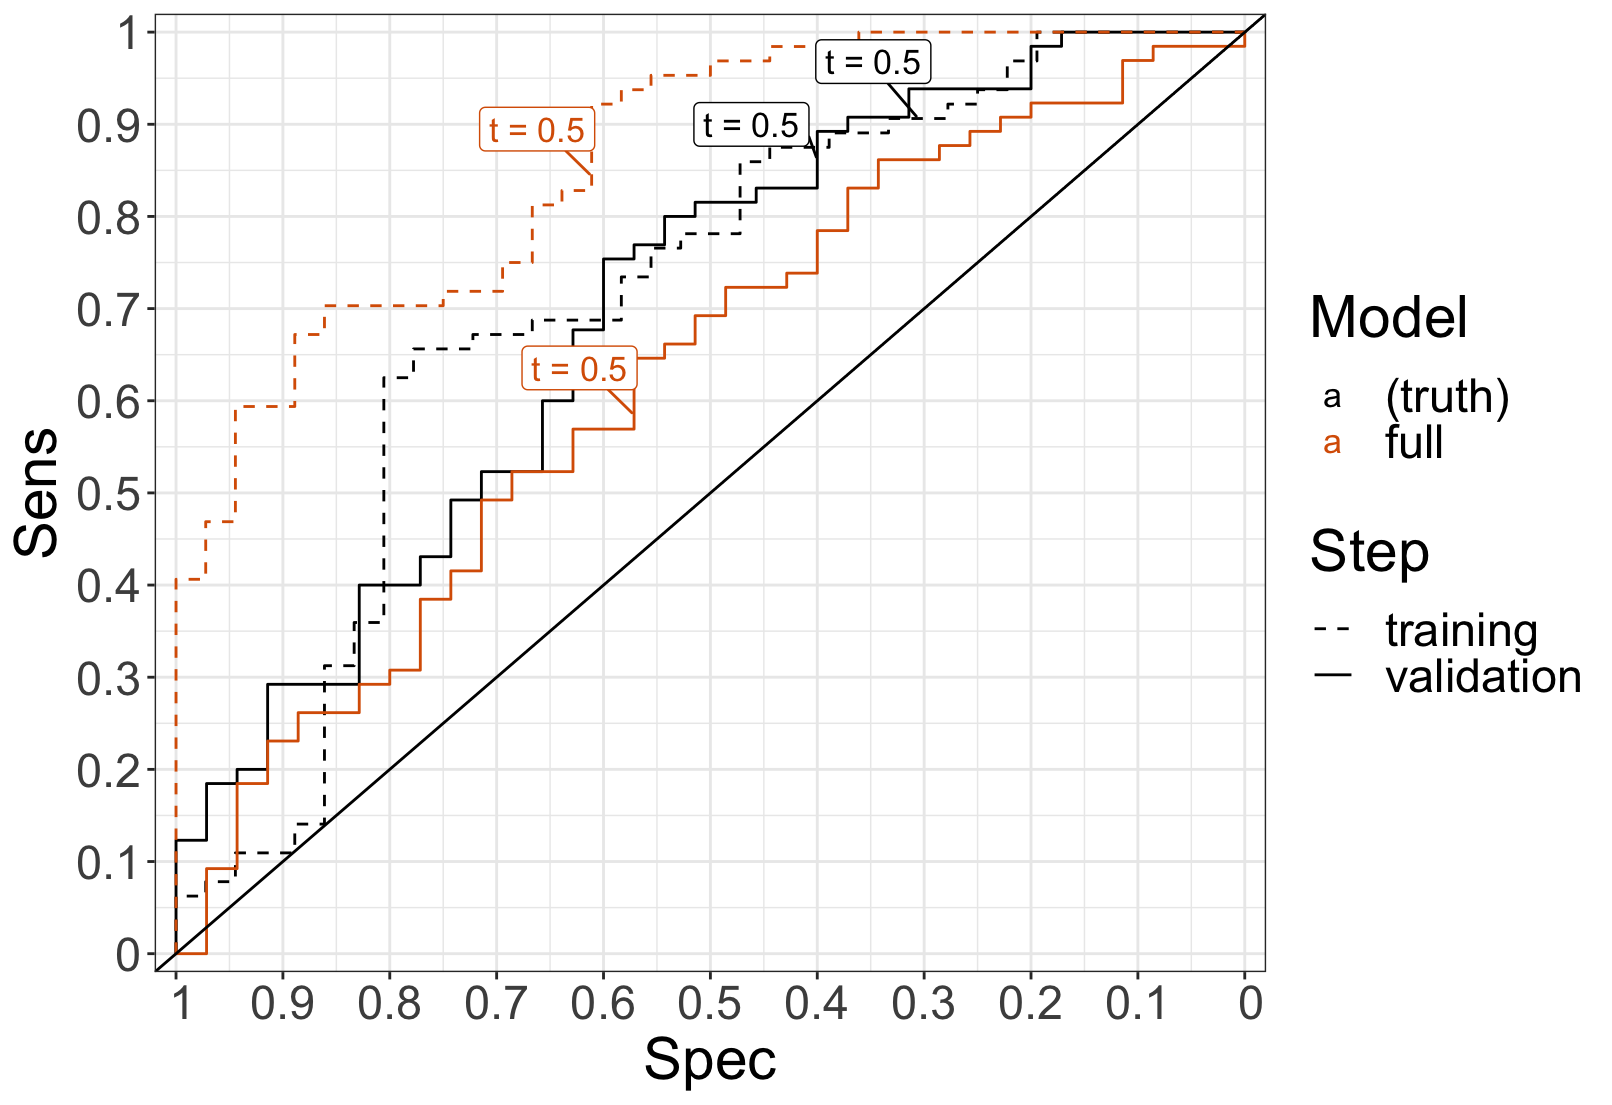 1
0.9
0.8
0.7
0.6
0.5
0.4
0.3
0.2
0.1
0
Sens
t = 0.5
t = 0.5
t = 0.5
t = 0.5
1 0.9 0.8 0.7 0.6 0.5 0.4 0.3 0.2 0.1 0
Spec
Model
a (truth)
a full
Step
training
validation